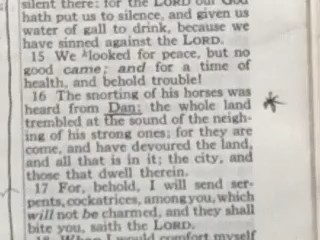 silent there: for the LORD our God
hath put us to silence, and given us
water of gall to drink, because we
have sinned against the LORD.
15 We looked for peace, but no
good came; and for a time of
health, and behold trouble!
16 The snorting of his horses was
heard from Dan: the whole land
trembled at the sound of the neigh-
ing of his strong ones; for they are
come, and have devoured the land,
and all that is in it; the city, and
those that dwell therein.
17 For, behold, I will send ser-
pents, cockatrices, among you, which
will not be charmed, and they shall
bite you, saith the LORD.
18 When I would comfort myself